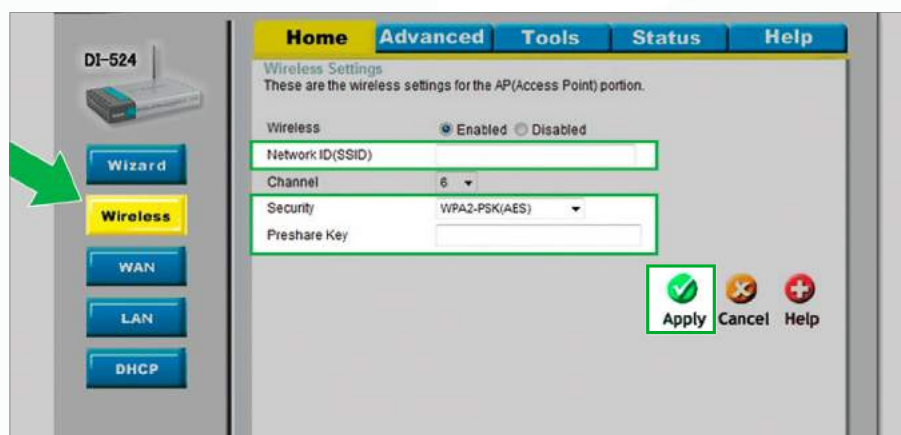 Home Advanced Tools Status Help
DI-524
Wireless Settings
These are the wireless settings for the AP(Access Point) portion.
Wireless Enabled Disabled
Network ID(SSID)
Channel 6
Security WPA2-PSK(AES)
Preshare Key
Wizard
Wireless
WAN
LAN
DHCP
Apply Cancel Help